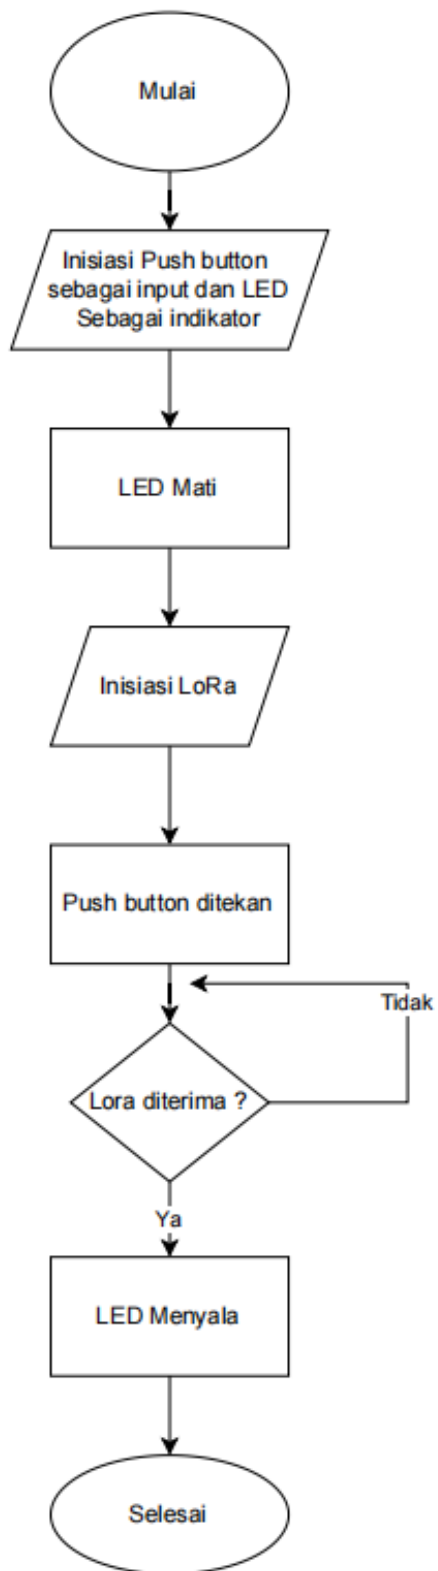 Mulai
Inisiasi Push button
sebagai input dan LED
Sebagai indikator
LED Mati
Inisiasi LoRa
Push button ditekan
Tidak
Lora diterima ?
Ya
LED Menyala
Selesai